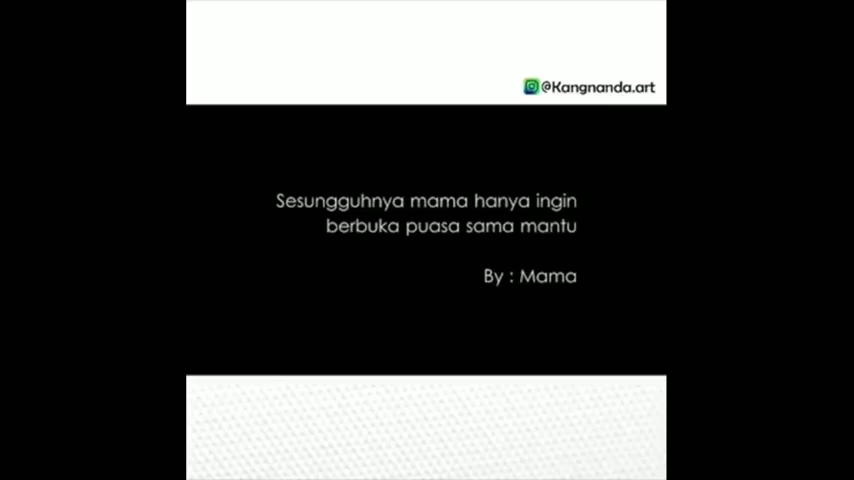 @Kangnanda.art
Sesungguhnya mama hanya ingin
berbuka puasa sama mantu
By : Mama